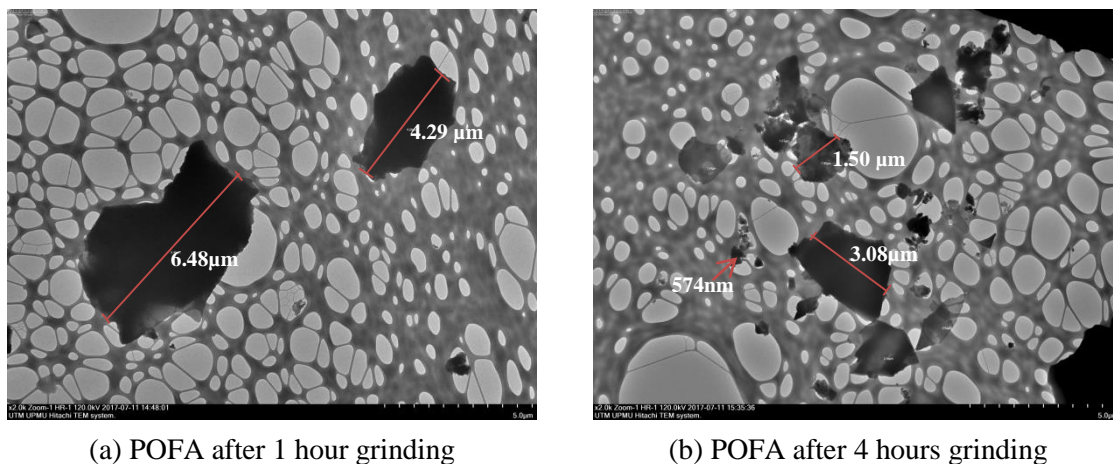 4.29 μm
6.48μm
x2.0k Zoom-1 HR-1 120.0kV 2017-07-11 14:48:01
UTM UPMU Hitachi TEM system.
5.0μm
1.50 μm
3.08μm
574nm
x2.0k Zoom-1 HR-1 120.0kV 2017-07-11 15:35:36
UTM UPMU Hitachi TEM system.
5.0μm
(a) POFA after 1 hour grinding
(b) POFA after 4 hours grinding